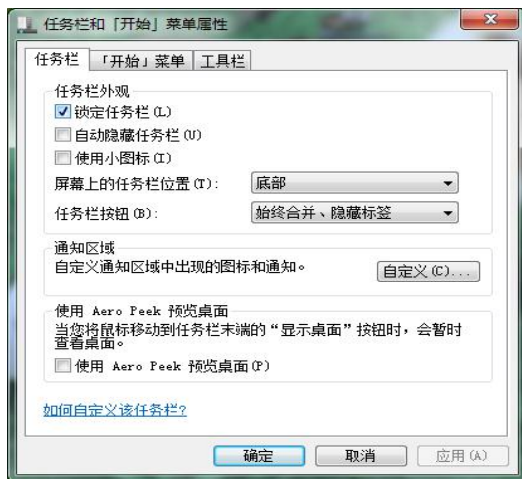 任务栏和「开始」菜单属性
任务栏
「开始」菜单
工具栏
任务栏外观
锁定任务栏(L)
自动隐藏任务栏(U)
使用小图标(I)
屏幕上的任务栏位置(T): 底部
任务栏按钮(B): 始终合并、隐藏标签
通知区域
自定义通知区域中出现的图标和通知。
自定义(C)...
使用 Aero Peek 预览桌面
当您将鼠标移动到任务栏末端的“显示桌面”按钮时，会暂时
查看桌面。
使用 Aero Peek 预览桌面(P)
如何自定义该任务栏?
确定
取消
应用(A)